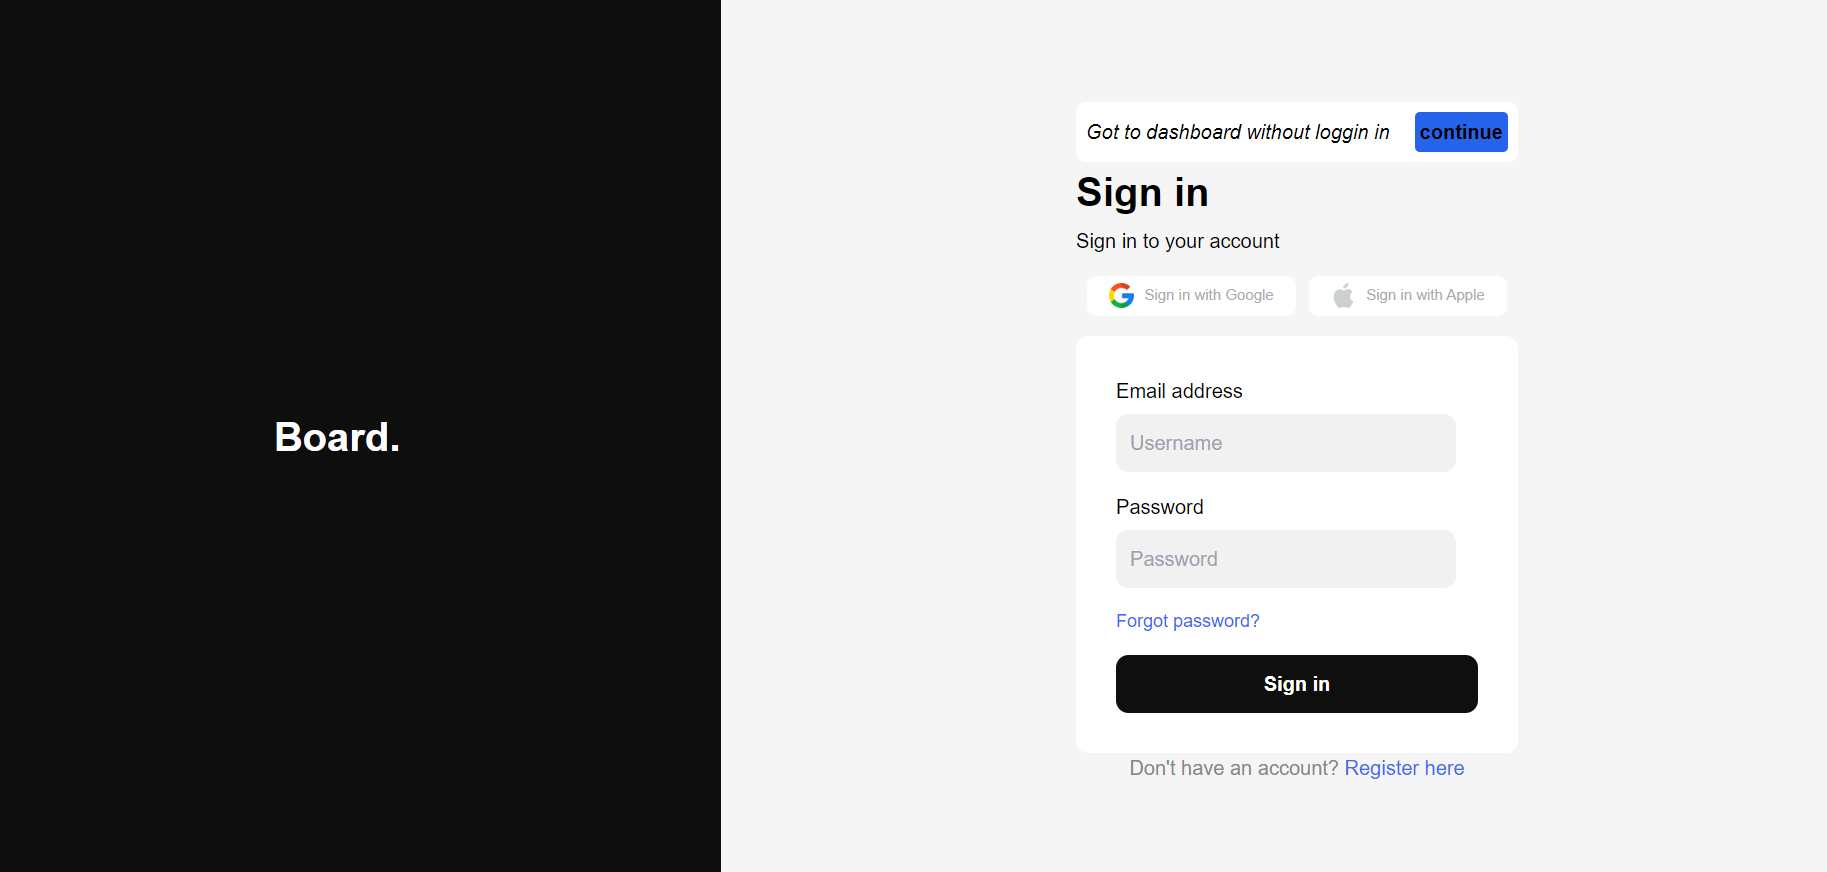 Board.
Got to dashboard without loggin in continue
Sign in
Sign in to your account
Sign in with Google Sign in with Apple
Email address
Username
Password
Password
Forgot password?
Sign in
Don't have an account? Register here